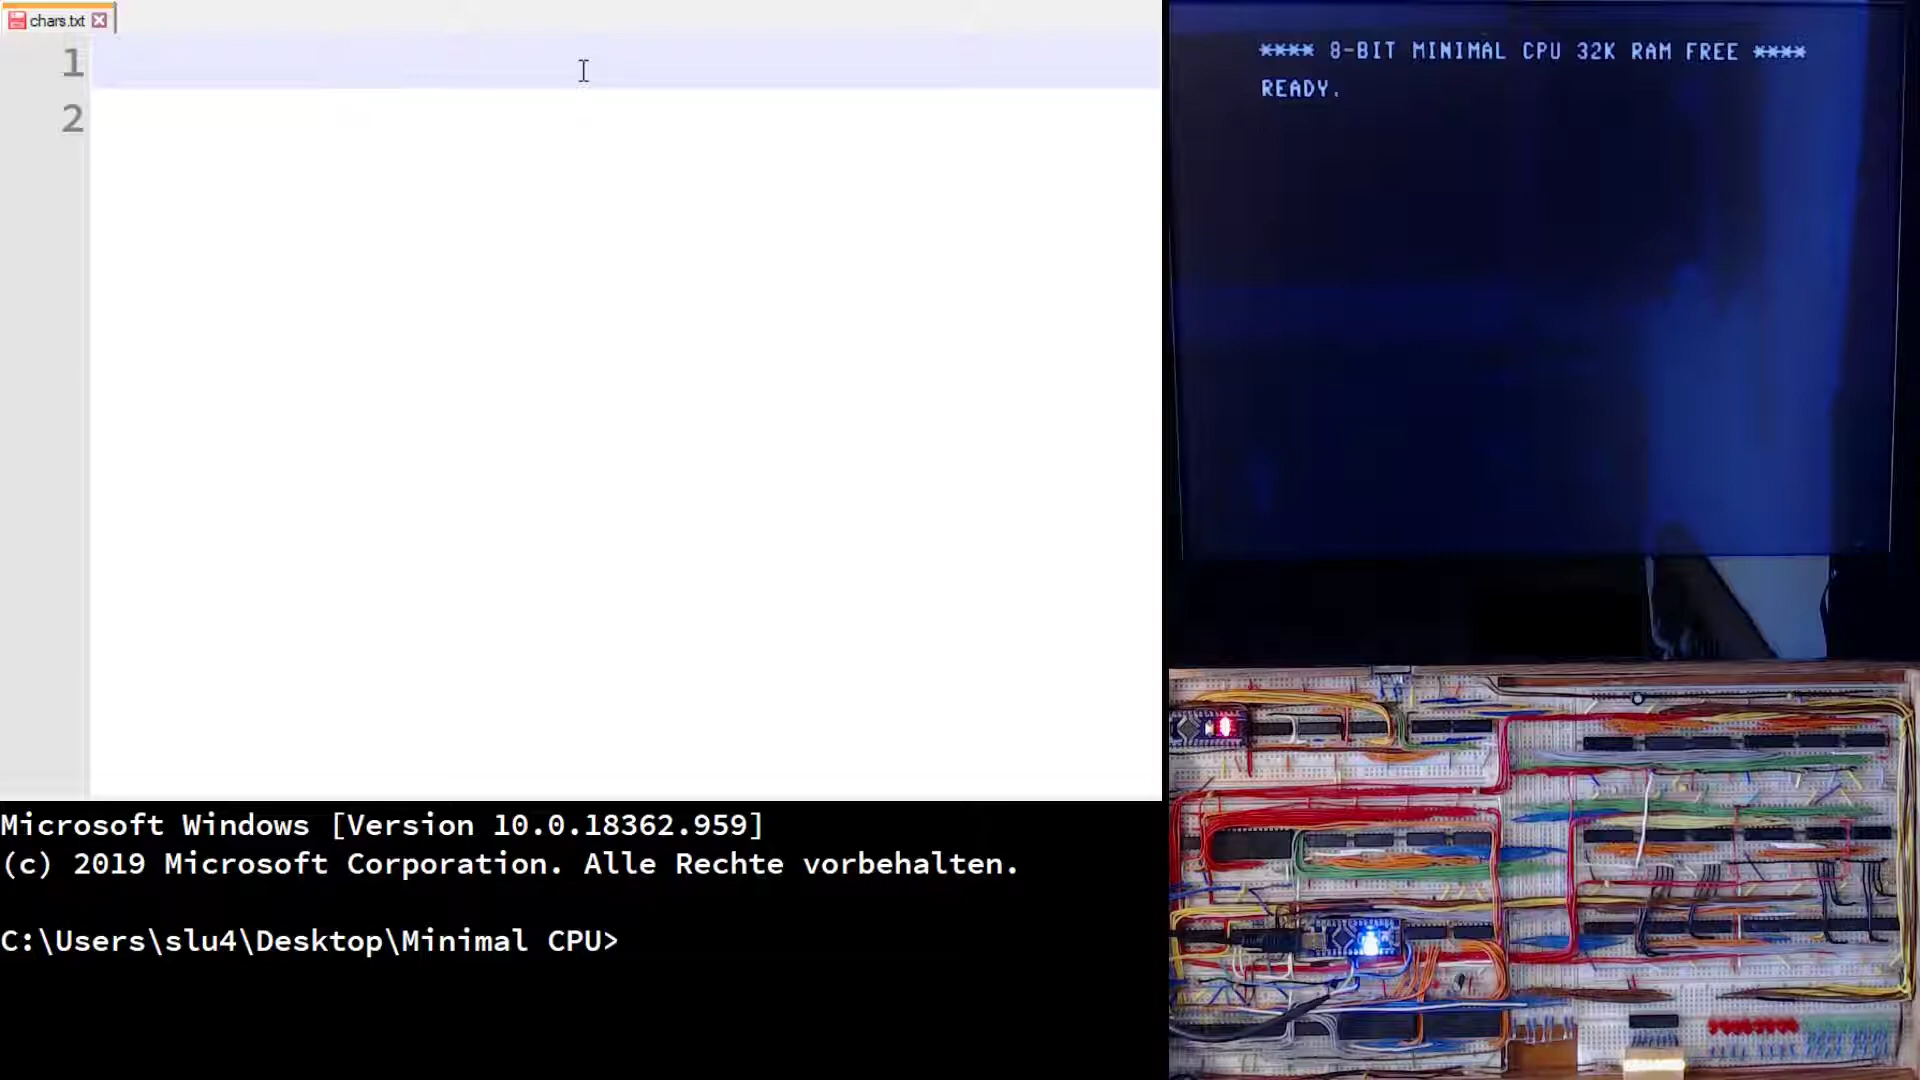 chars.txt
1
2
Microsoft Windows [Version 10.0.18362.959]
(c) 2019 Microsoft Corporation. Alle Rechte vorbehalten.
C:\Users\slu4\Desktop\Minimal CPU>
**** 8-BIT MINIMAL CPU 32K RAM FREE ****
READY.